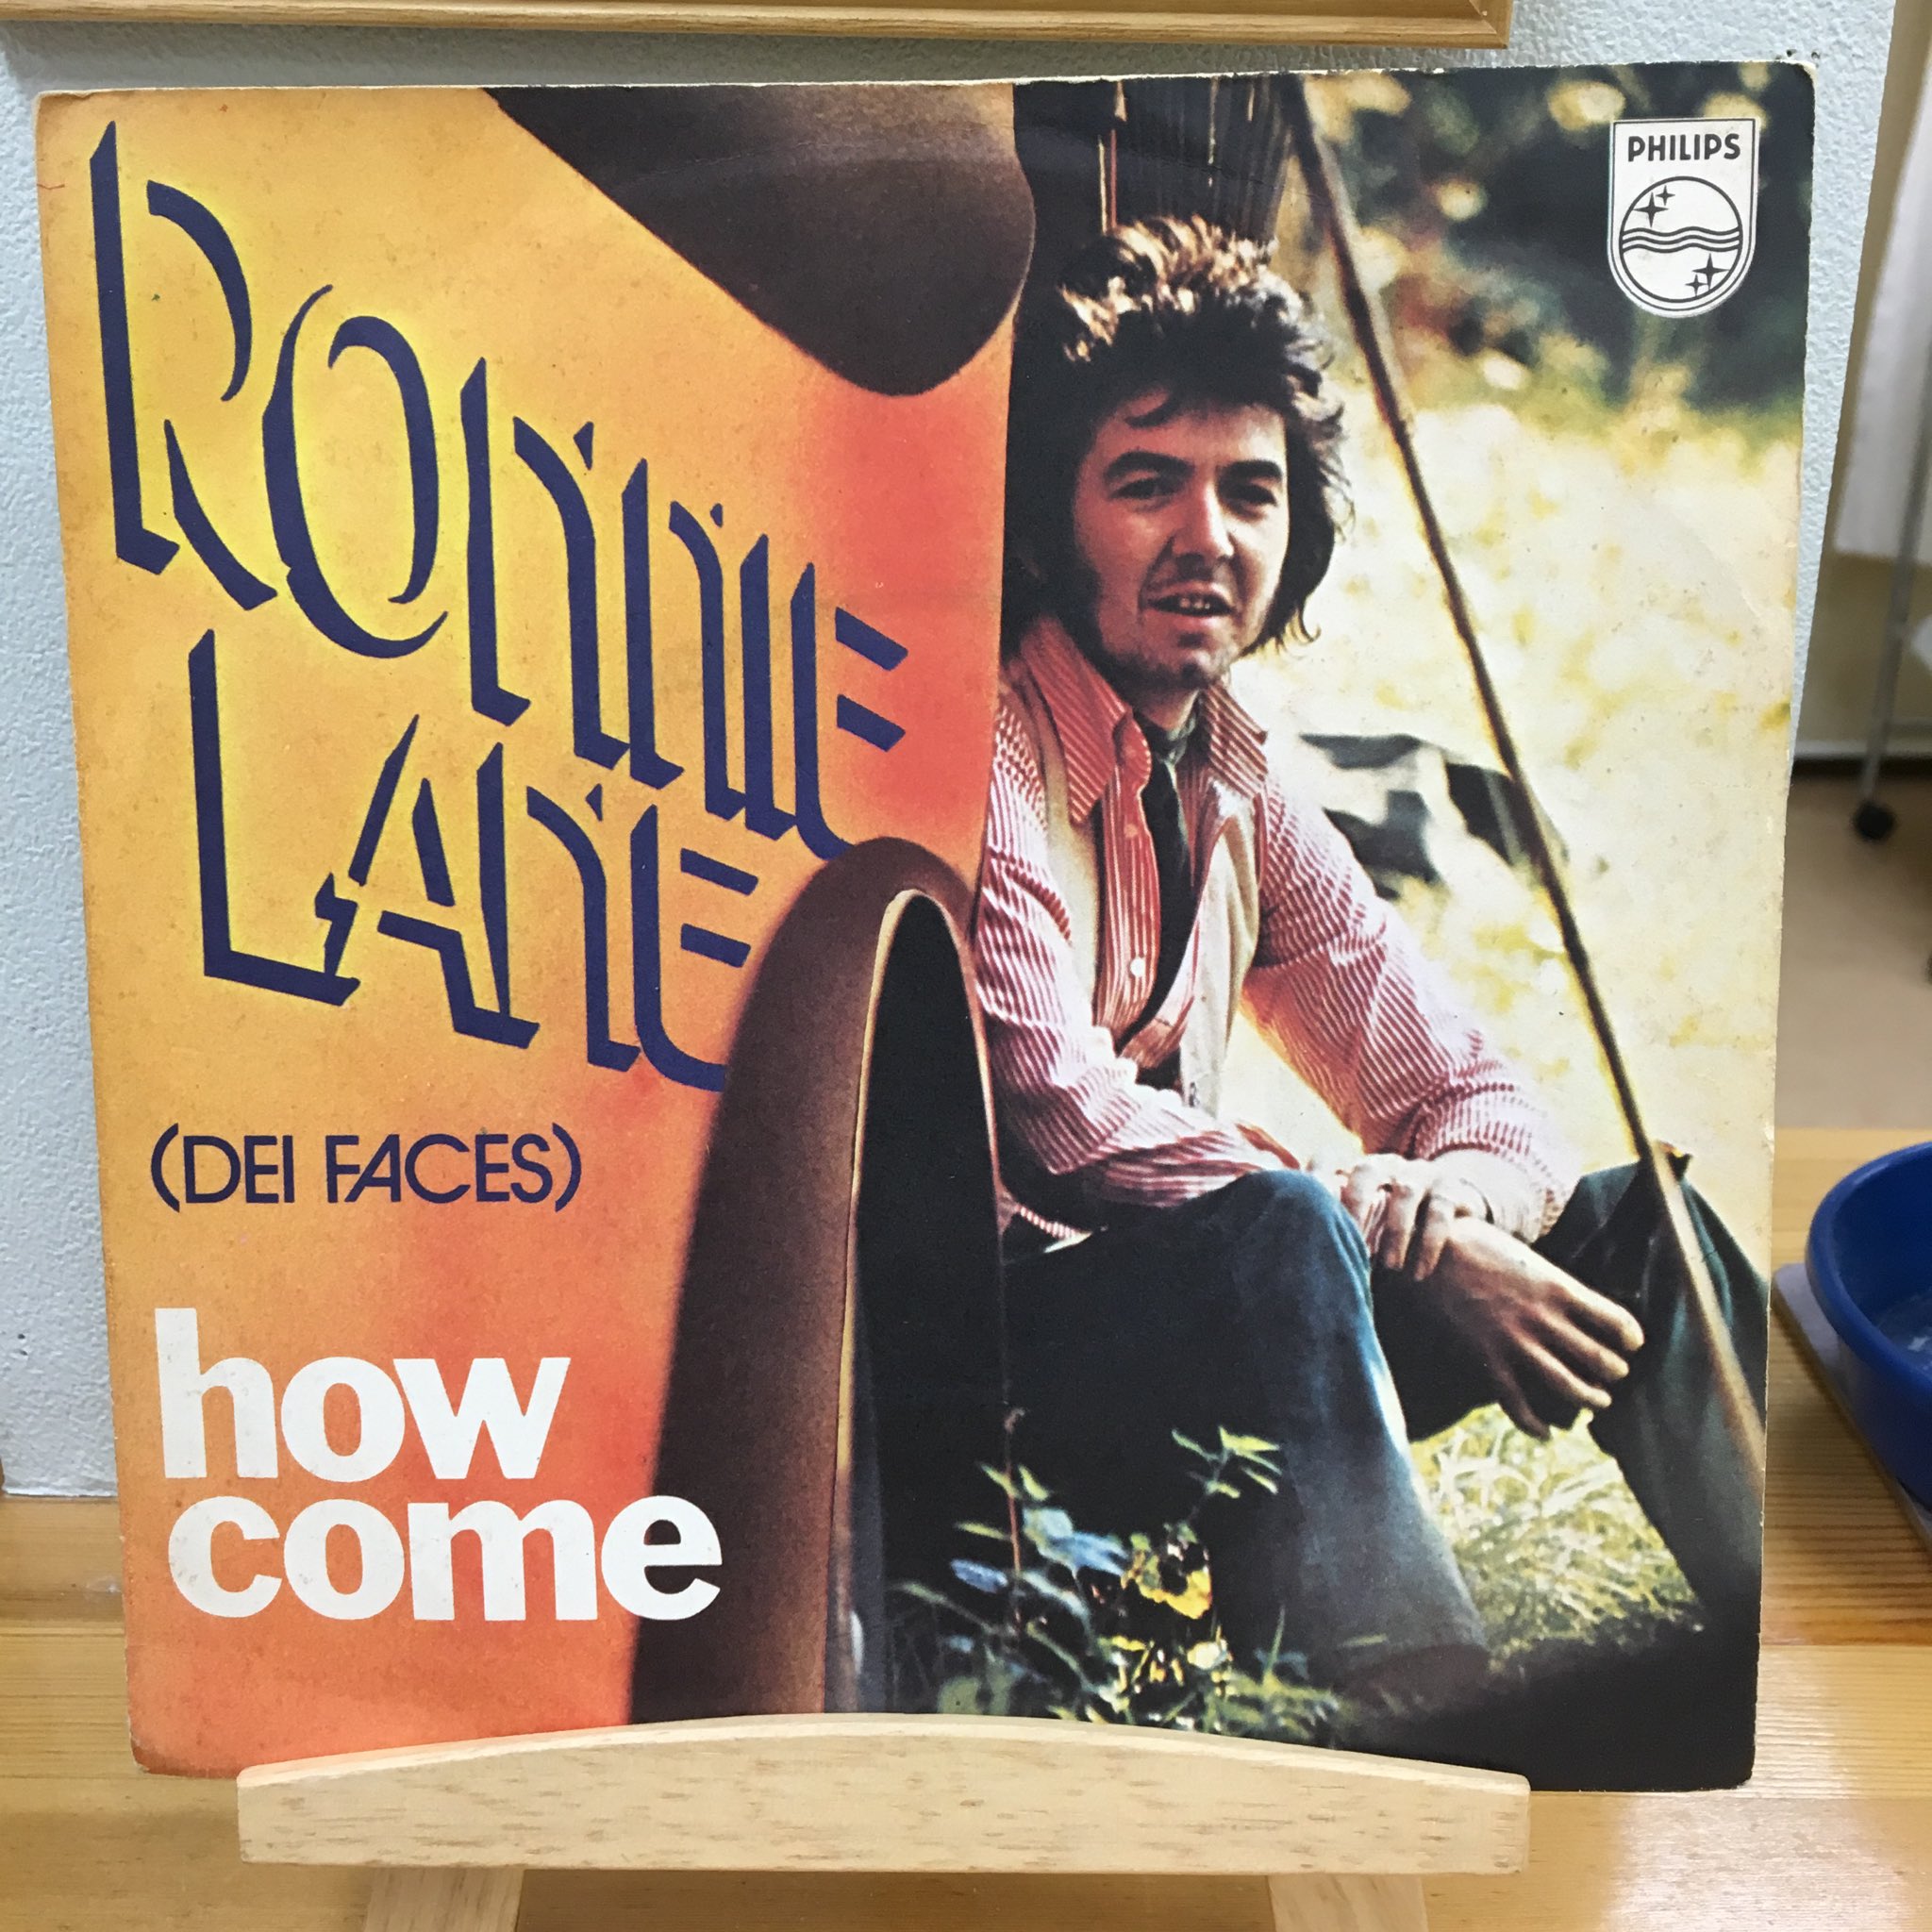 RONNIE
LANE
(DEI FACES)
how
come
PHILIPS